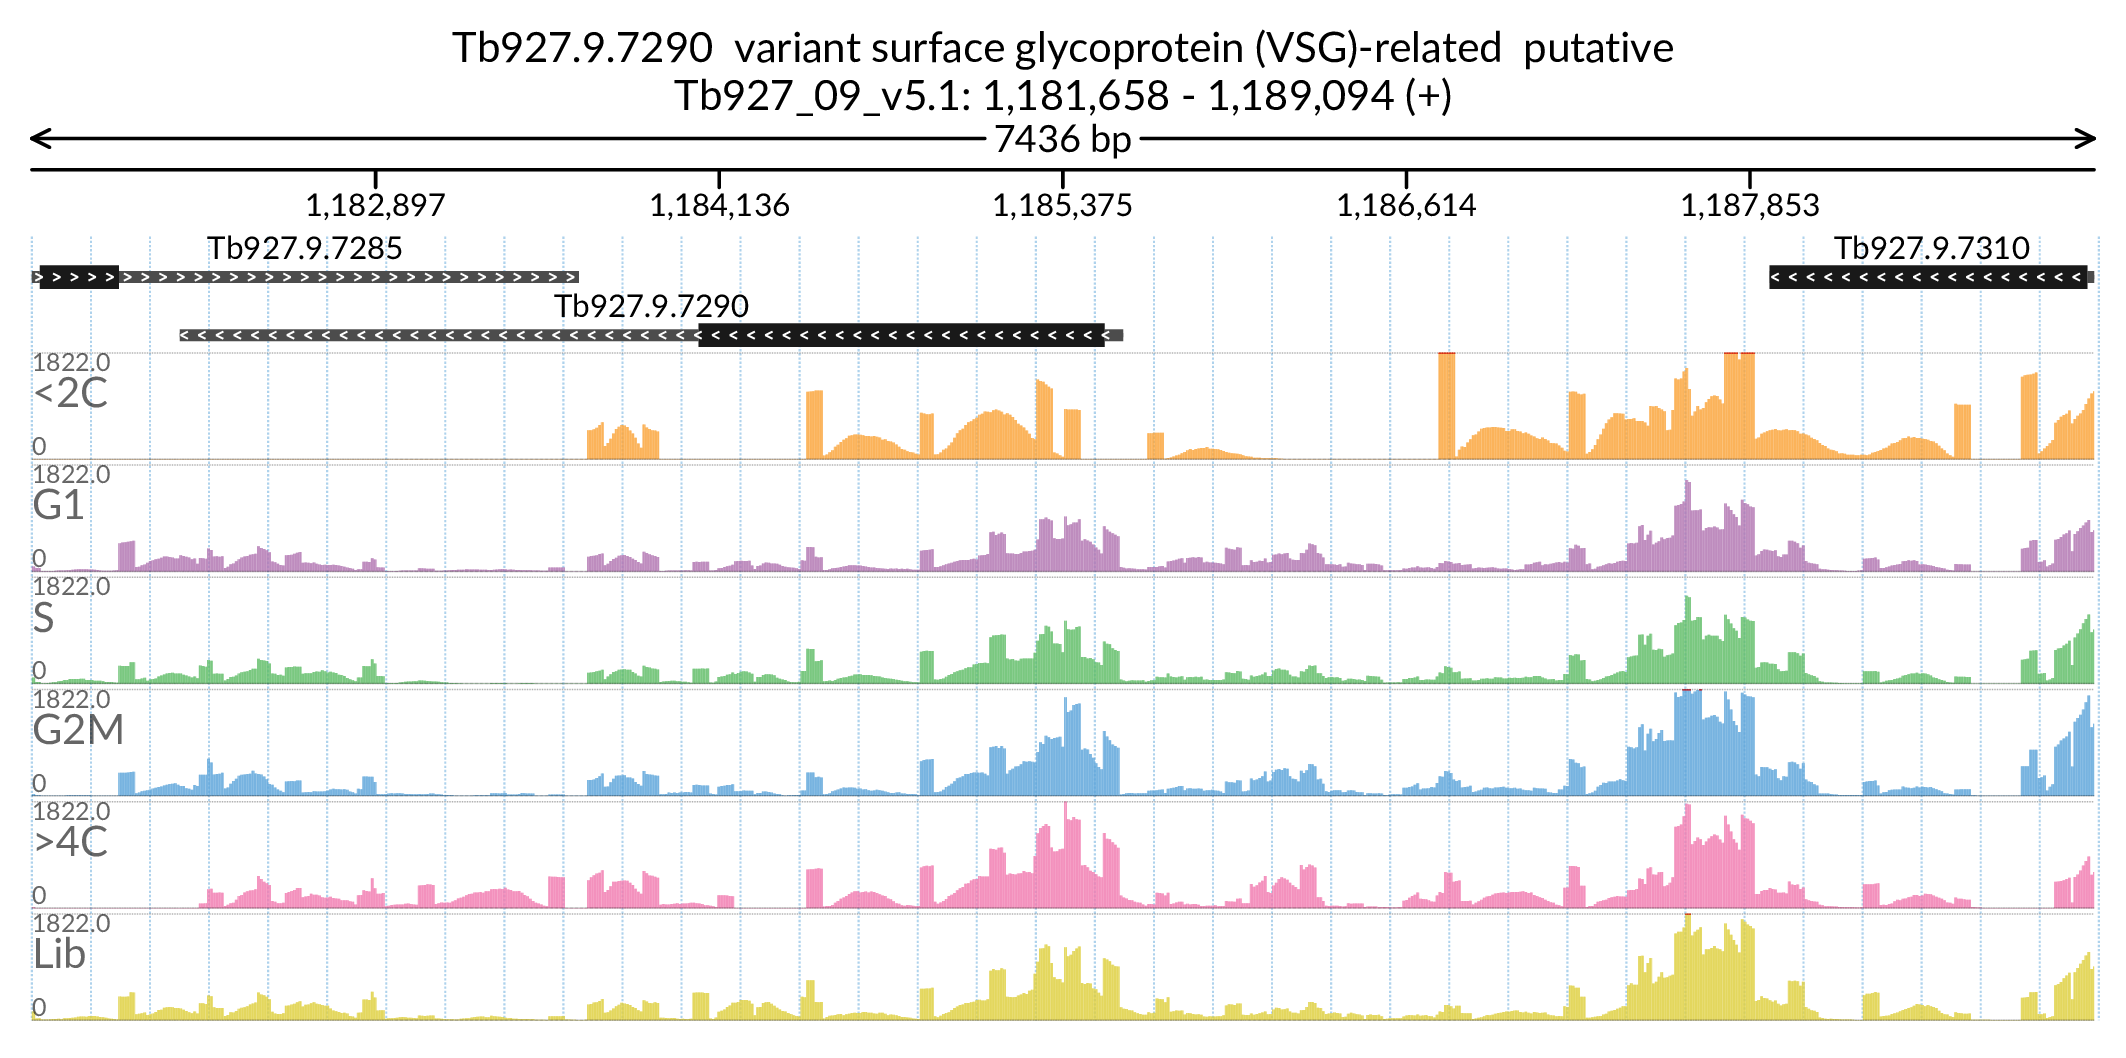 Tb927.9.7290  variant surface glycoprotein (VSG)-related  putative
Tb927_09_v5.1: 1,181,658 - 1,189,094 (+)
7436 bp
1,182,897 1,184,136 1,185,375 1,186,614 1,187,853
Tb927.9.7285 Tb927.9.7310
Tb927.9.7290
1822.0
<2C
0
1822.0
G1
0
1822.0
S
0
1822.0
G2M
0
1822.0
>4C
0
1822.0
Lib
0